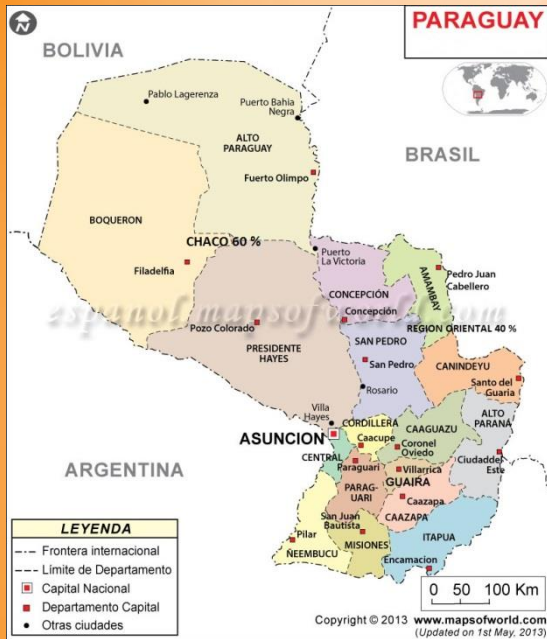 PARAGUAY
BOLIVIA
Pablo Lagerenza
Puerto Bahia
Negra
ALTO
PARAGUAY
BRASIL
Fuerto Olimpo
BOQUERON
CHACO 60 %
Filadelfia
Puerto
La Victoria
AMAMBAY
Pedro Juan
Cabellero
CONCEPCIÓN
Concepción
espanol.mapsofworld.com
REGION ORIENTAL 40 %
Pozo Colorado
PRESIDENTE
HAYES
SAN PEDRO
San Pedro
CANINDEYU
Santo del
Guaria
Rosario
Villa
Hayes
CORDILLERA
Caacupe
CAAGUAZU
ALTO
PARANÁ
ASUNCION
Coronel
Oviedo
CENTRAL
Paraguari
Villarrica
Ciudaddel
Este
ARGENTINA
GUAIRA
PARAG-
UARI
Caazapa
CAAZAPA
San Juan
Bautista
ITAPUA
Pilar
ÑEEMBUCU
MISIONES
Encarnacion
LEYENDA
Frontera internacional
Límite de Departamento
Capital Nacional
Departamento Capital
Otras ciudades
0 50 100 Km
Copyright © 2013 www.mapsofworld.com
(Updated on 1st May, 2013)